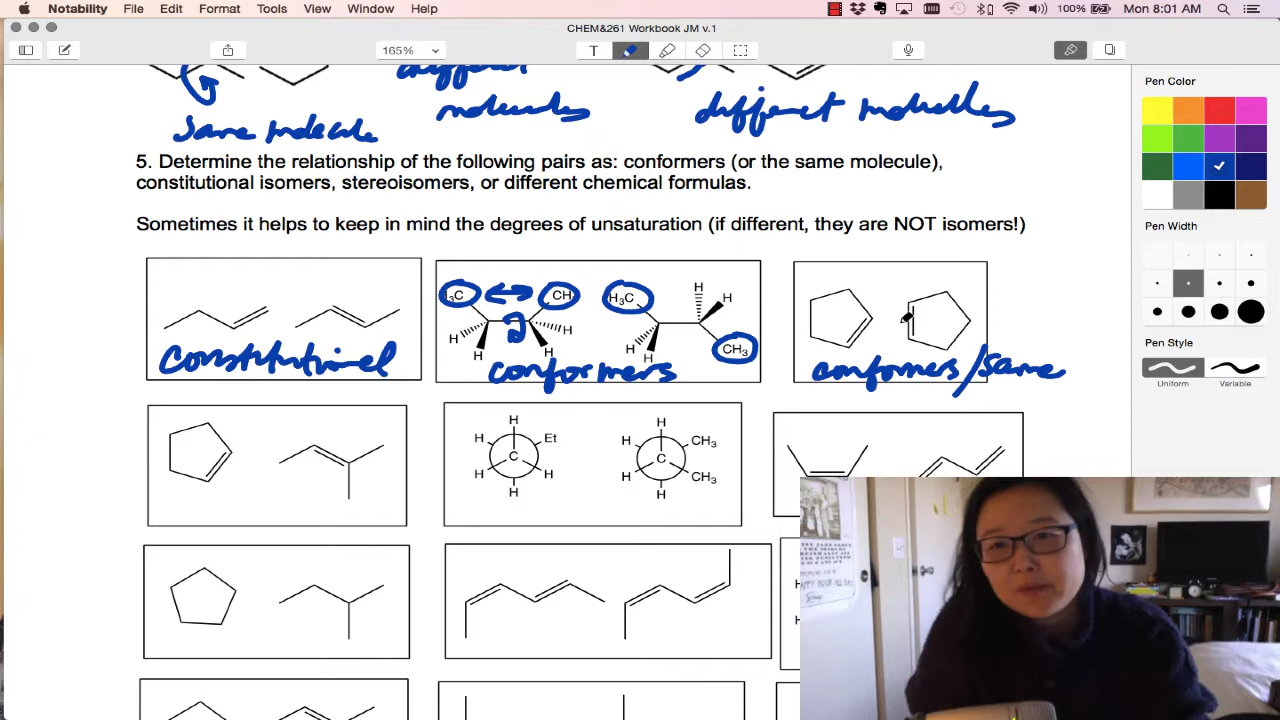 Notability File Edit Format Tools View Window Help 100% Mon 8:01 AM
CHEM&261 Workbook JM v.1
165% T
Pen Color
Pen Width
Pen Style
Uniform Variable
different
same molecule molecules different molecules
5. Determine the relationship of the following pairs as: conformers (or the same molecule),
constitutional isomers, stereoisomers, or different chemical formulas.
Sometimes it helps to keep in mind the degrees of unsaturation (if different, they are NOT isomers!)
H3C CH H H H H H3C H H H H CH3
constitutional conformers conformers/same
H H Et C H H H
H H CH3 C H CH3 H
H
H